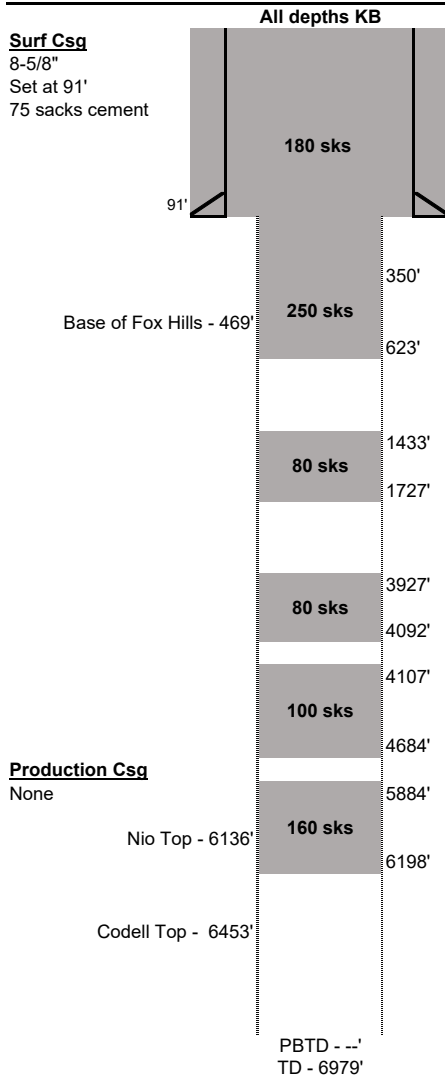 All depths KB
Surf Csg
8-5/8"
Set at 91'
75 sacks cement
180 sks
91'
350'
250 sks
Base of Fox Hills - 469'
623'
1433'
80 sks
1727'
3927'
80 sks
4092'
4107'
100 sks
4684'
Production Csg
None
5884'
160 sks
Nio Top - 6136'
6198'
Codell Top -  6453'
PBTD - --'
TD - 6979'